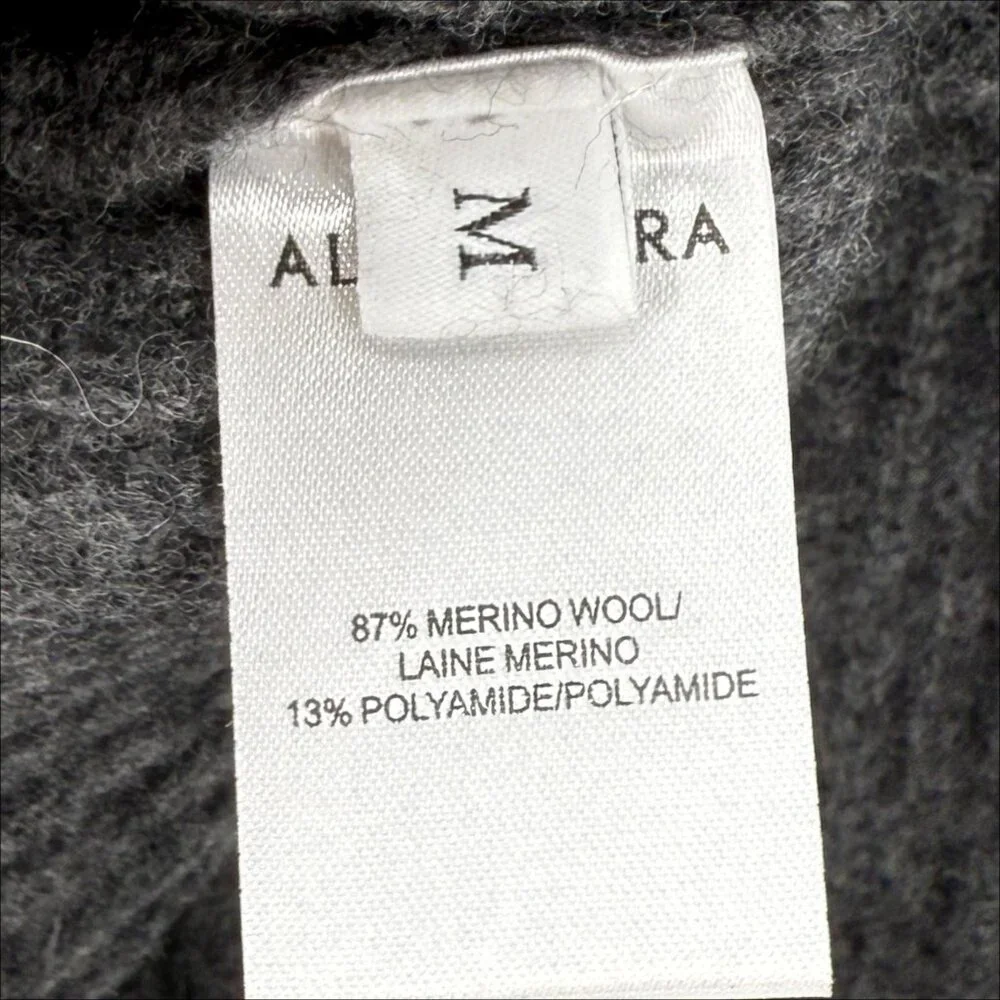 M
AL RA
87% MERINO WOOL/
LAINE MERINO
13% POLYAMIDE/POLYAMIDE